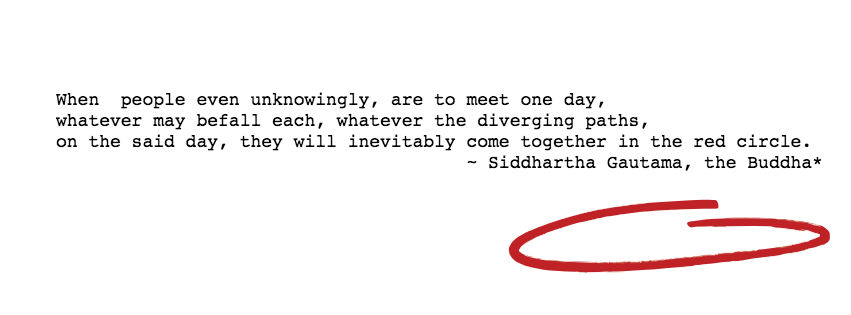 When  people even unknowingly, are to meet one day,
whatever may befall each, whatever the diverging paths,
on the said day, they will inevitably come together in the red circle.
~ Siddhartha Gautama, the Buddha*